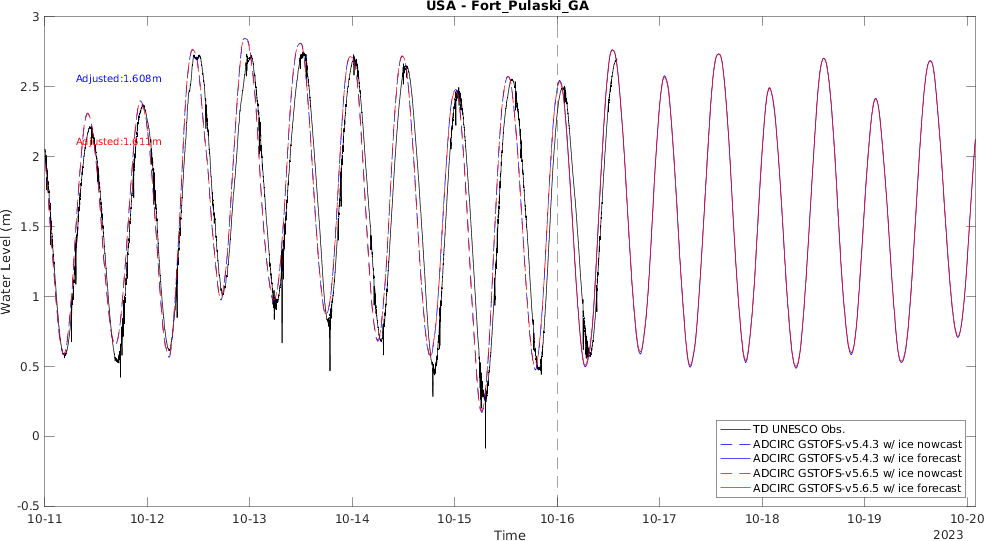 USA - Fort_Pulaski_GA
3
2.5
2
1.5
1
0.5
0
-0.5
Water Level (m)
Adjusted:1.608m
Adjusted:1.611m
TD UNESCO Obs.
ADCIRC GSTOFS-v5.4.3 w/ ice nowcast
ADCIRC GSTOFS-v5.4.3 w/ ice forecast
ADCIRC GSTOFS-v5.6.5 w/ ice nowcast
ADCIRC GSTOFS-v5.6.5 w/ ice forecast
10-11 10-12 10-13 10-14 10-15 10-16 10-17 10-18 10-19 10-20
Time
2023